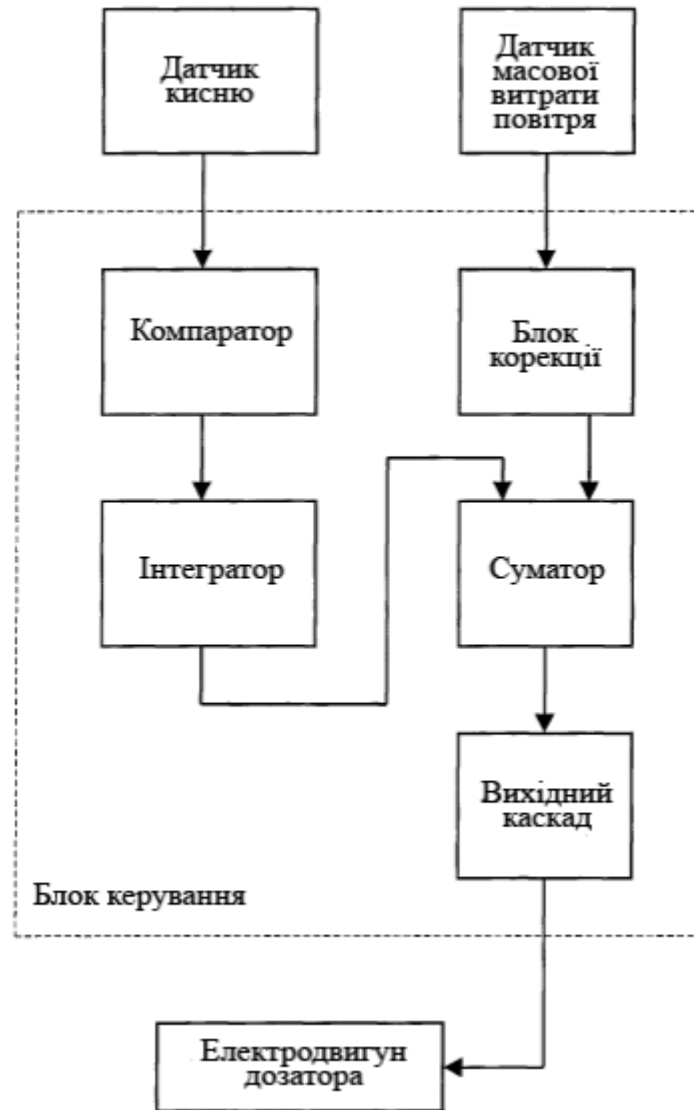 Датчик
кисню
Датчик
масової
витрати
повітря
Компаратор
Блок
корекції
Інтегратор
Суматор
Вихідний
каскад
Блок керування
Електродвигун
дозатора